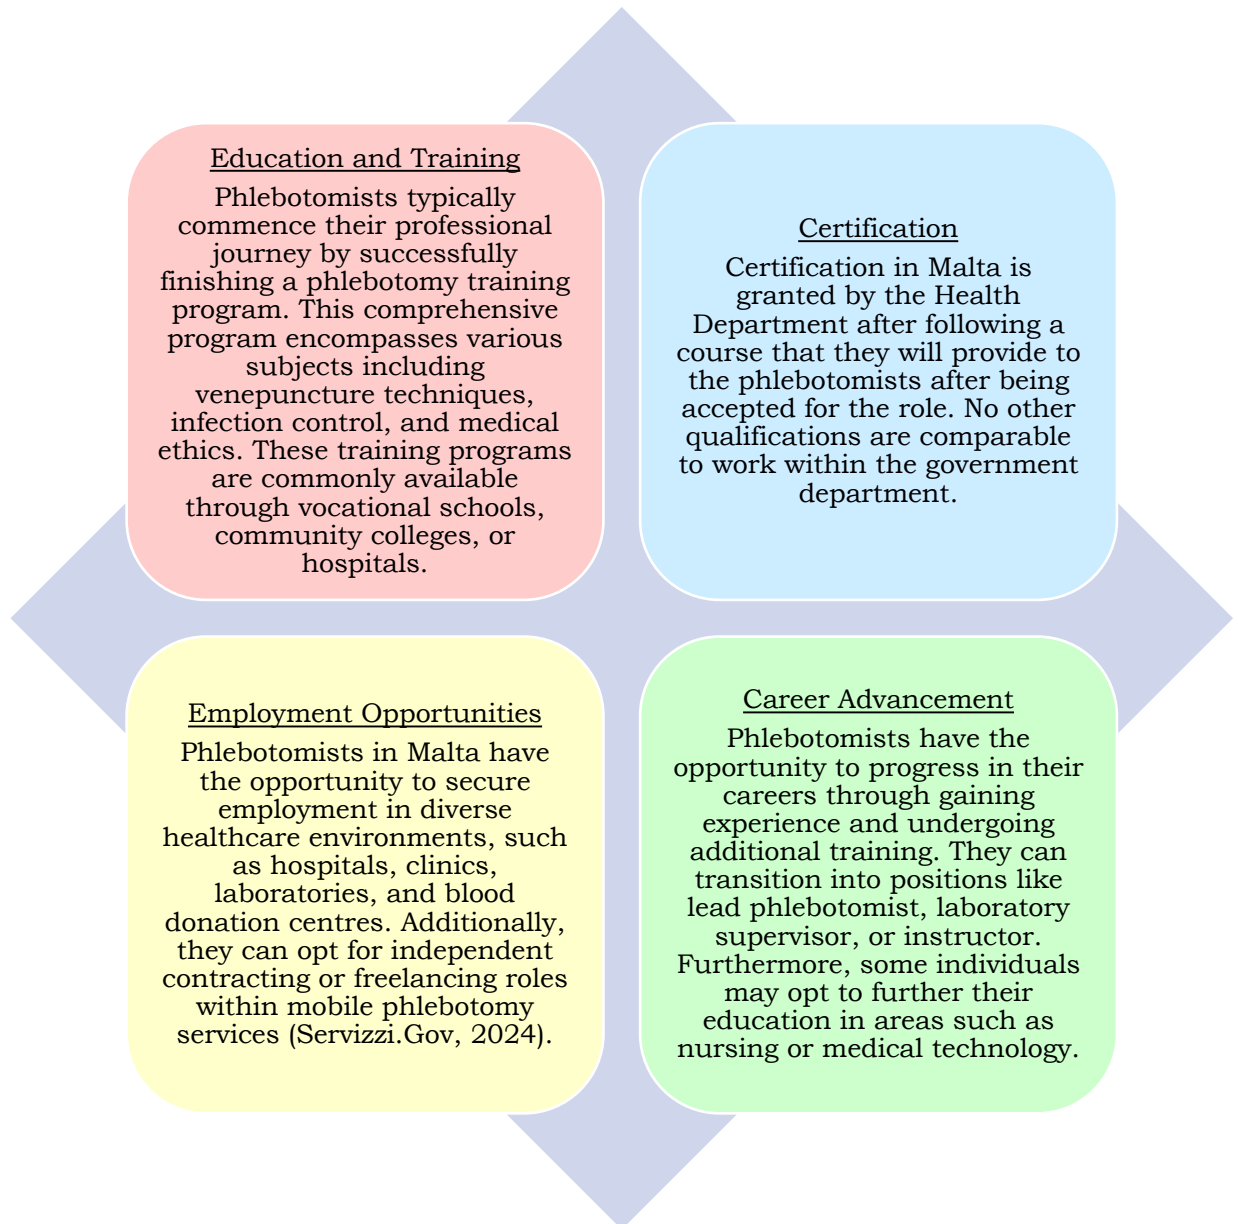 Education and Training
Phlebotomists typically
commence their professional
journey by successfully
finishing a phlebotomy training
program. This comprehensive
program encompasses various
subjects including
venepuncture techniques,
infection control, and medical
ethics. These training programs
are commonly available
through vocational schools,
community colleges, or
hospitals.
Certification
Certification in Malta is
granted by the Health
Department after following a
course that they will provide to
the phlebotomists after being
accepted for the role. No other
qualifications are comparable
to work within the government
department.
Employment Opportunities
Phlebotomists in Malta have
the opportunity to secure
employment in diverse
healthcare environments, such
as hospitals, clinics,
laboratories, and blood
donation centres. Additionally,
they can opt for independent
contracting or freelancing roles
within mobile phlebotomy
services (Servizzi.Gov, 2024).
Career Advancement
Phlebotomists have the
opportunity to progress in their
careers through gaining
experience and undergoing
additional training. They can
transition into positions like
lead phlebotomist, laboratory
supervisor, or instructor.
Furthermore, some individuals
may opt to further their
education in areas such as
nursing or medical technology.